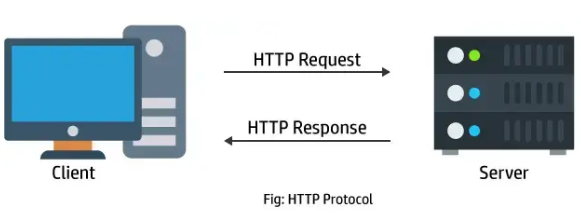 HTTP Request
HTTP Response
Client
Server
Fig: HTTP Protocol